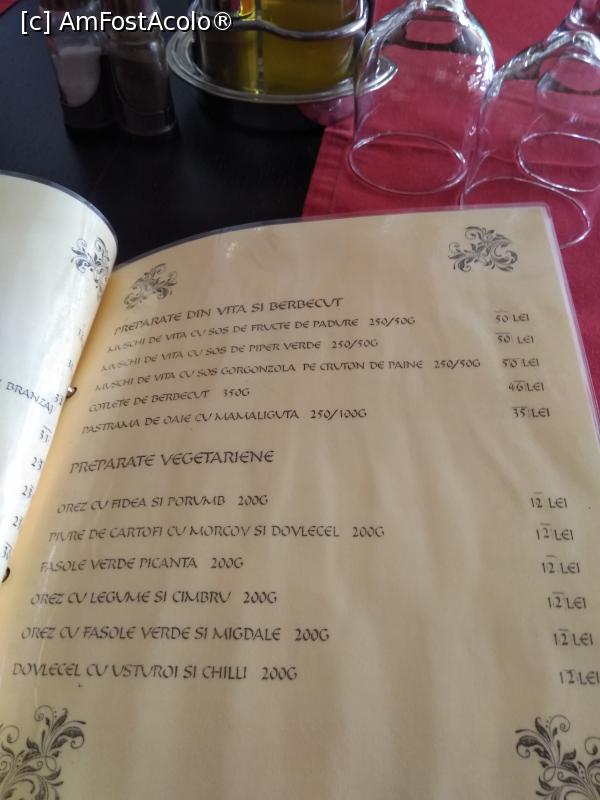 [c] AmFostAcolo®
PREPARATE DIN VITA SI BERBECUT
MUSCHI DE VITA CU SOS DE FRUCTE DE PADURE 250/50G 50 LEI
MUSCHI DE VITA CU SOS DE PIPER VERDE 250/50G 50 LEI
MUSCHI DE VITA CU SOS GORGONZOLA PE CRUTON DE PAINE 250/50G 50 LEI
COTLETE DE BERBECUT 350G 46 LEI
PASTRAMA DE OAIE CU MAMALIGUTA 250/100G 35 LEI
PREPARATE VEGETARIENE
OREZ CU FIDEA SI PORUMB 200G 12 LEI
PIURE DE CARTOFI CU MORCOV SI DOVLECEL 200G 12 LEI
FASOLE VERDE PICANTA 200G 12 LEI
OREZ CU LEGUME SI CIMBRU 200G 12 LEI
OREZ CU FASOLE VERDE SI MIGDALE 200G 12 LEI
DOVLECEL CU USTUROI SI CHILLI 200G 12 LEI
BRANZA)